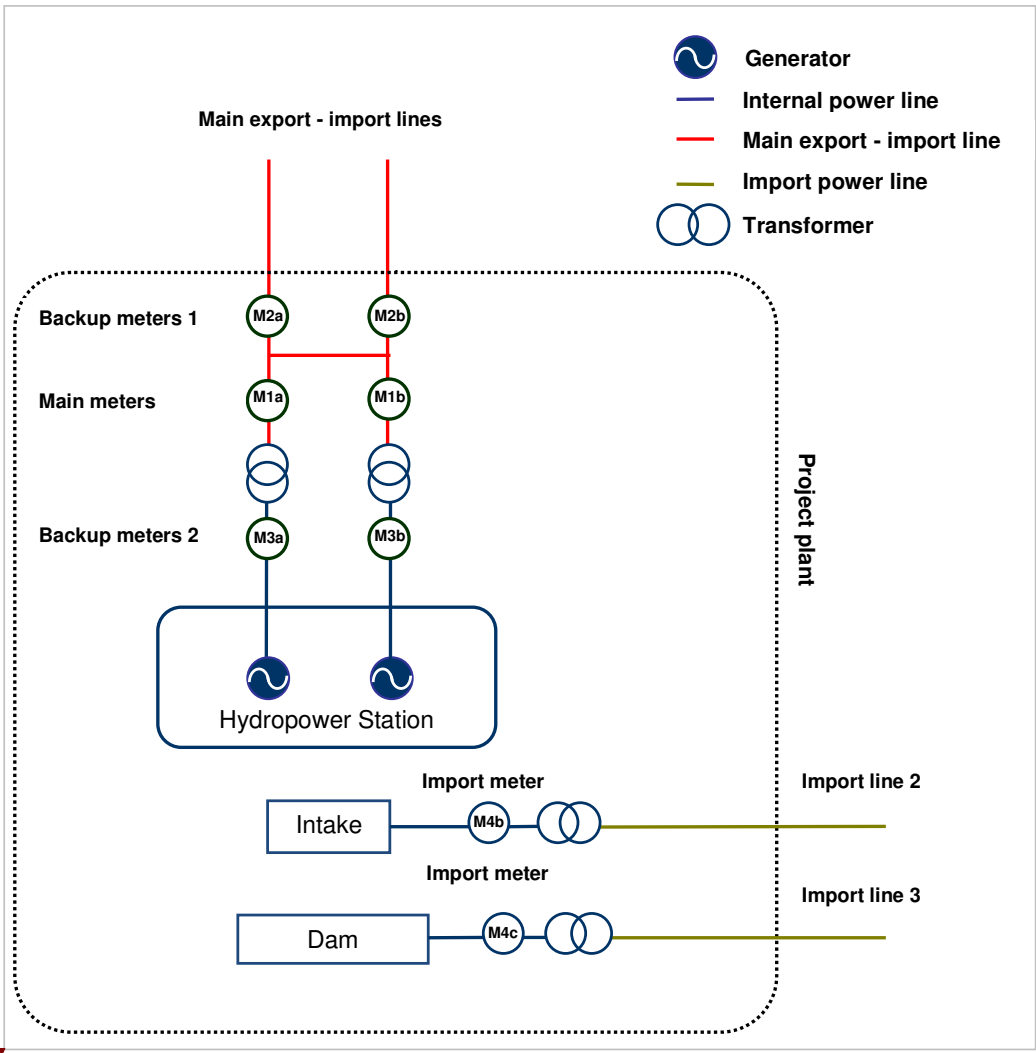 Generator
Internal power line
Main export - import lines
Main export - import line
Import power line
Transformer
Backup meters 1
M2a
M2b
Main meters
M1a
M1b
Project plant
Backup meters 2
M3a
M3b
Hydropower Station
Import meter
Import line 2
Intake
M4b
Import meter
Import line 3
Dam
M4c